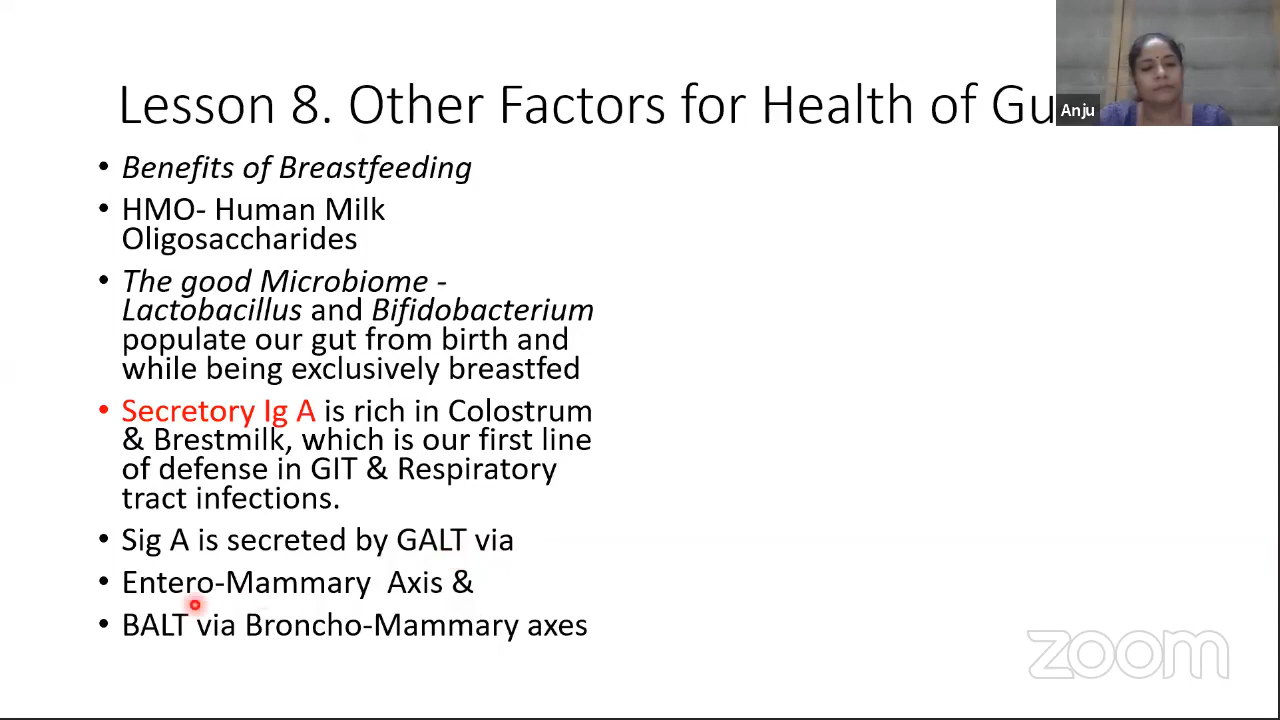 Lesson 8. Other Factors for Health of Gu
Anju
• Benefits of Breastfeeding
• HMO- Human Milk
Oligosaccharides
• The good Microbiome -
Lactobacillus and Bifidobacterium
populate our gut from birth and
while being exclusively breastfed
• Secretory Ig A is rich in Colostrum
& Brestmilk, which is our first line
of defense in GIT & Respiratory
tract infections.
• Sig A is secreted by GALT via
• Entero-Mammary Axis &
• BALT via Broncho-Mammary axes
zoom